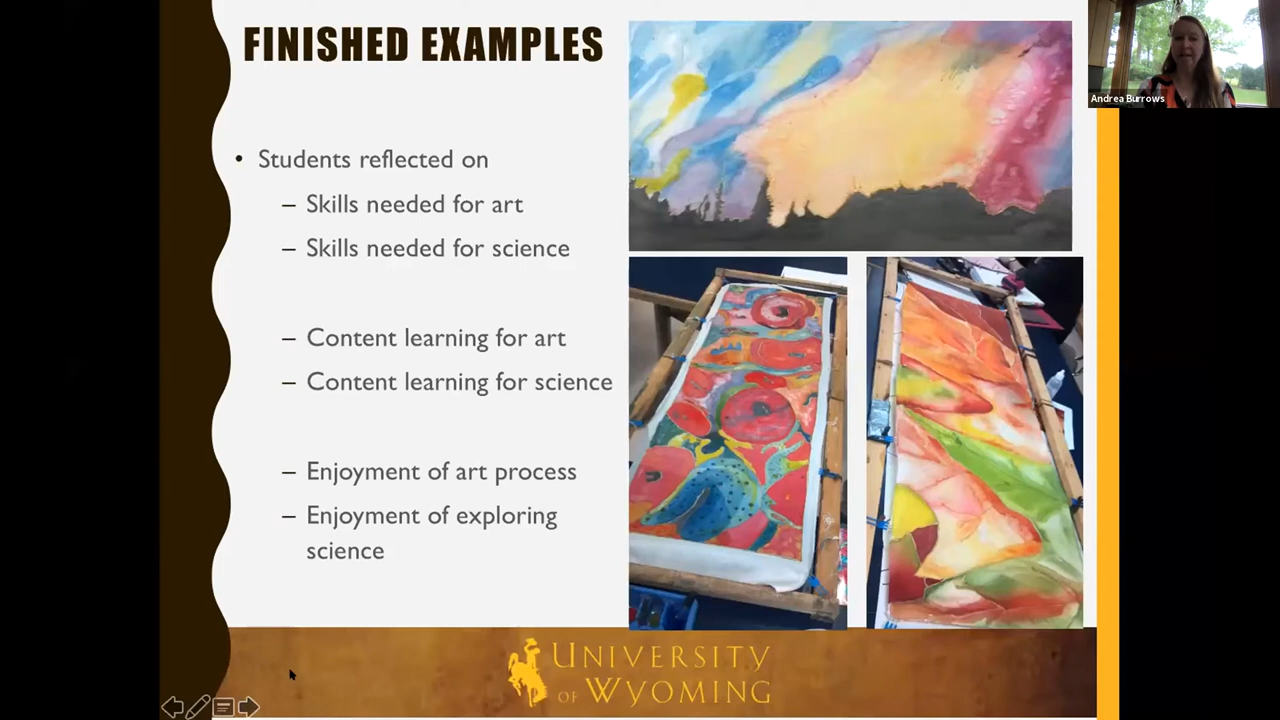 FINISHED EXAMPLES
Andrea Burrows
• Students reflected on
– Skills needed for art
– Skills needed for science
– Content learning for art
– Content learning for science
– Enjoyment of art process
– Enjoyment of exploring
science
UNIVERSITY
OF WYOMING